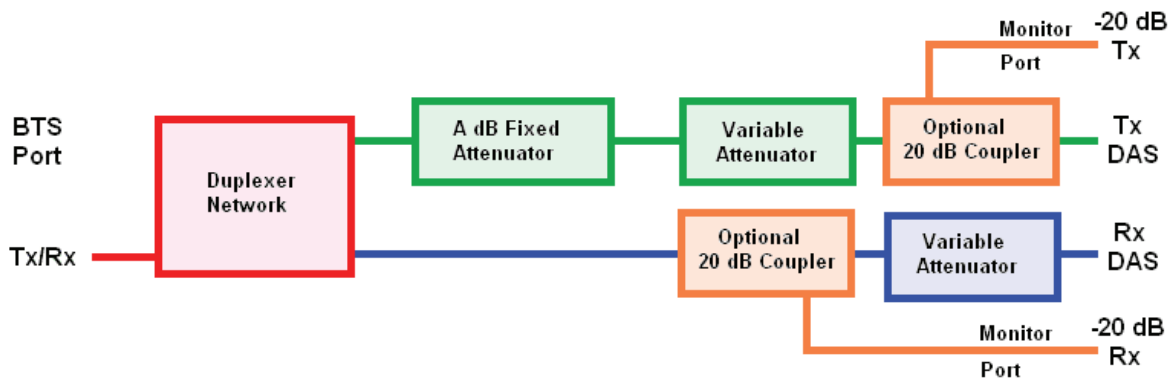 Monitor
-20 dB
Tx
Port
BTS
Port
A dB Fixed
Attenuator
Variable
Attenuator
Optional
20 dB Coupler
Tx
DAS
Duplexer
Network
Tx/Rx
Optional
20 dB Coupler
Variable
Attenuator
Rx
DAS
Monitor
-20 dB
Rx
Port